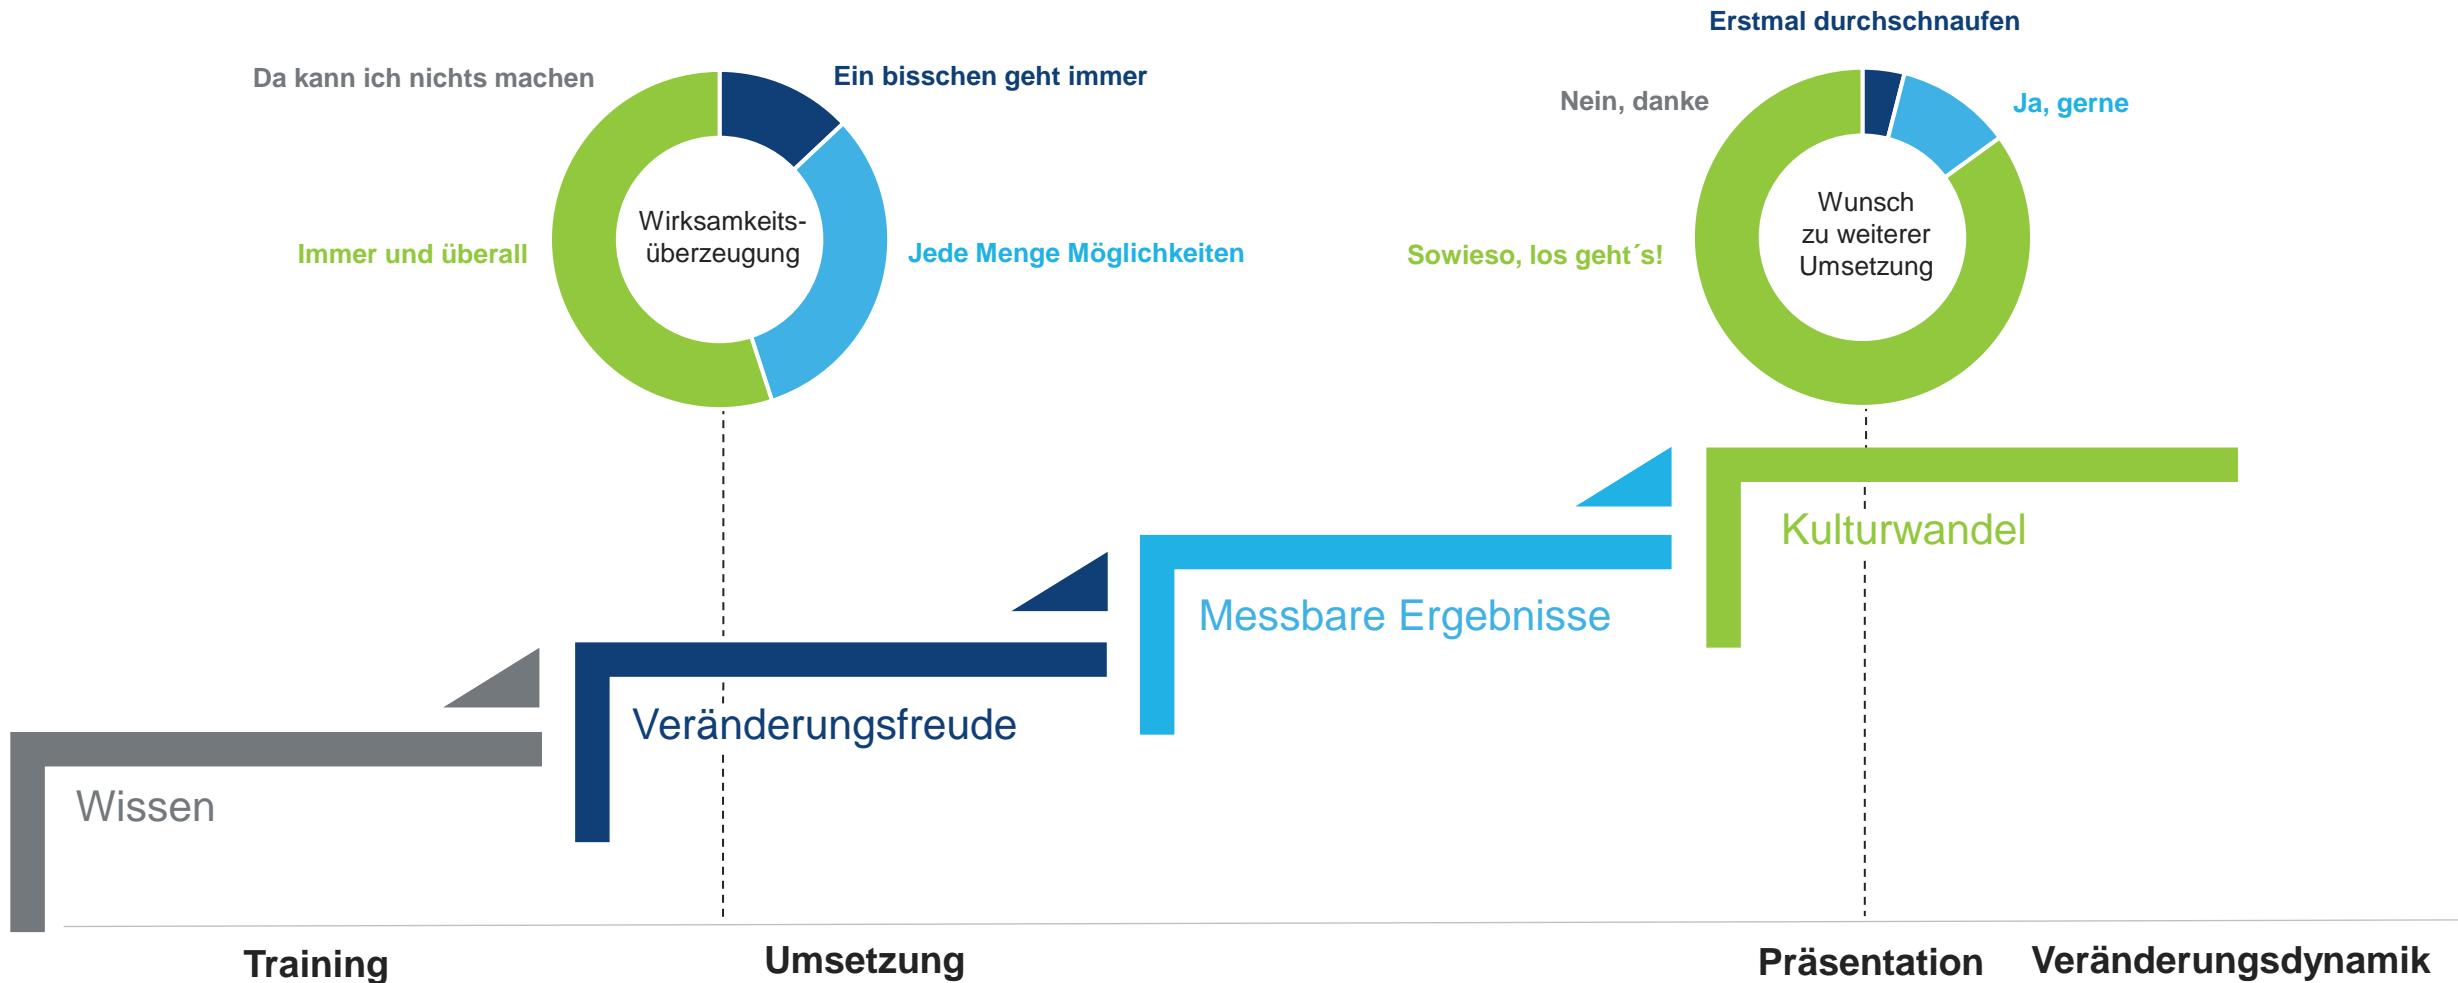 Erstmal durchschnaufen
Da kann ich nichts machen
Ein bisschen geht immer
Nein, danke
Ja, gerne
Wirksamkeits-
überzeugung
Immer und überall
Jede Menge Möglichkeiten
Wunsch
zu weiterer
Umsetzung
Sowieso, los geht´s!
Kulturwandel
Messbare Ergebnisse
Veränderungsfreude
Wissen
Training
Umsetzung
Präsentation
Veränderungsdynamik